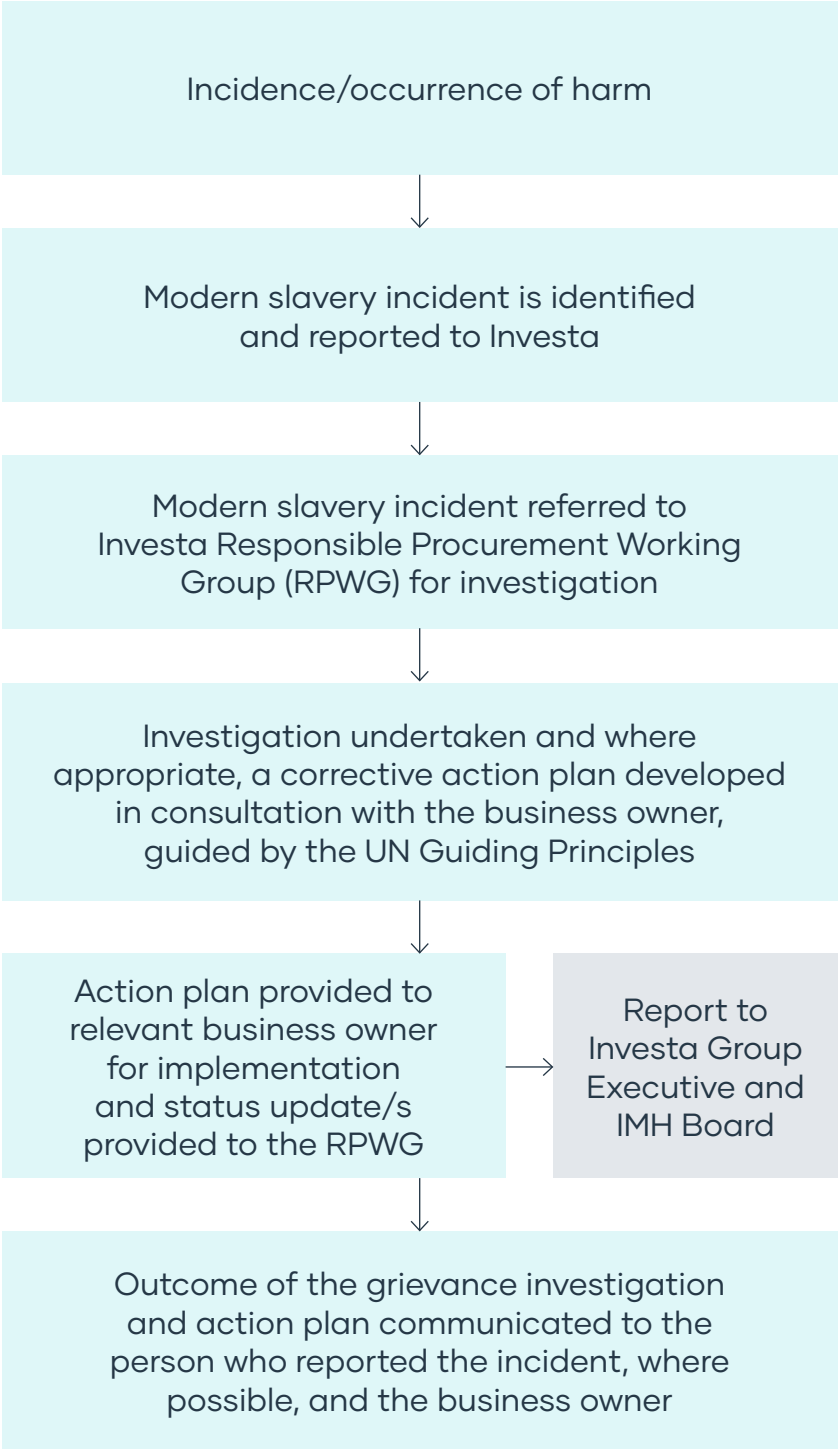 Incidence/occurrence of harm
Modern slavery incident is identified
and reported to Investa
Modern slavery incident referred to
Investa Responsible Procurement Working
Group (RPWG) for investigation
Investigation undertaken and where
appropriate, a corrective action plan developed
in consultation with the business owner,
guided by the UN Guiding Principles
Action plan provided to
relevant business owner
for implementation
and status update/s
provided to the RPWG
Report to
Investa Group
Executive and
IMH Board
Outcome of the grievance investigation
and action plan communicated to the
person who reported the incident, where
possible, and the business owner